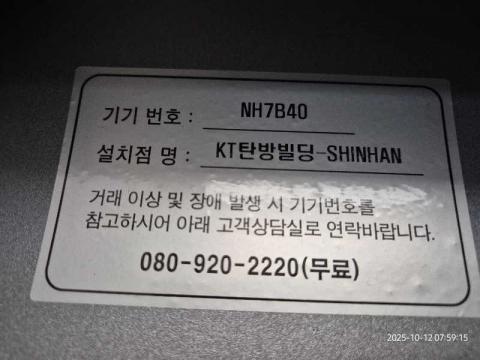 기기 번호 : NH7B40
설치점 명 : KT탄방빌딩-SHINHAN
거래 이상 및 장애 발생 시 기기번호를
참고하시어 아래 고객상담실로 연락바랍니다.
080-920-2220(무료)
2025-10-12 07:59:15